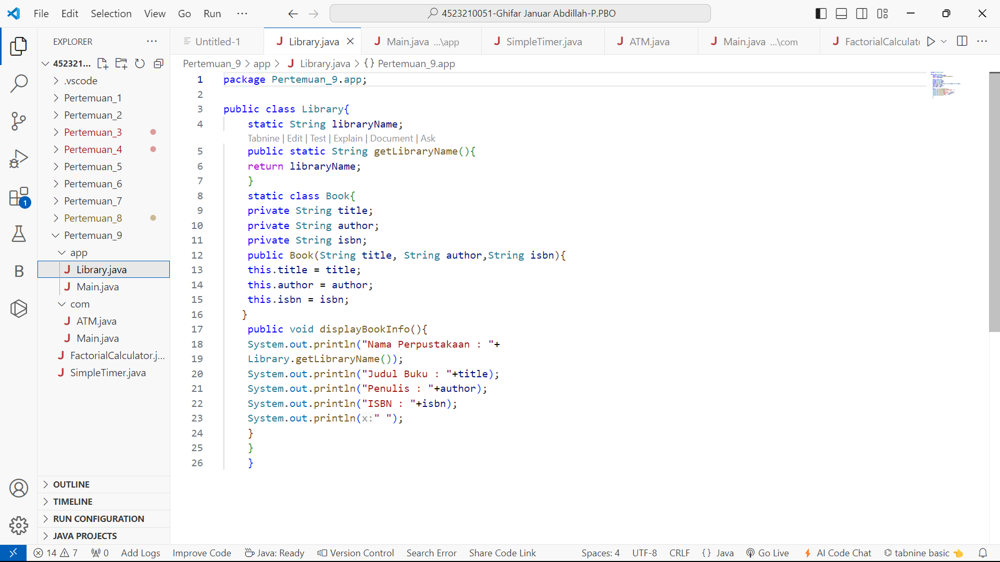 File Edit Selection View Go Run ···
4523210051-Ghifar Januar Abdillah-P.PBO
EXPLORER
Untitled-1
Library.java
Main.java ...\app
SimpleTimer.java
ATM.java
Main.java ...\com
FactorialCalculat
452321...
Pertemuan_9 > app > J Library.java > {} Pertemuan_9.app
.vscode
Pertemuan_1
Pertemuan_2
Pertemuan_3
Pertemuan_4
Pertemuan_5
Pertemuan_6
Pertemuan_7
Pertemuan_8
Pertemuan_9
app
J Library.java
J Main.java
com
J ATM.java
J Main.java
J FactorialCalculator.j...
J SimpleTimer.java
OUTLINE
TIMELINE
RUN CONFIGURATION
JAVA PROJECTS
1
B
1 package Pertemuan_9.app;
2
3 public class Library{
4 static String libraryName;
Tabnine | Edit | Test | Explain | Document | Ask
5 public static String getLibraryName(){
6 return libraryName;
7 }
8 static class Book{
9 private String title;
10 private String author;
11 private String isbn;
12 public Book(String title, String author,String isbn){
13 this.title = title;
14 this.author = author;
15 this.isbn = isbn;
16 }
17 public void displayBookInfo(){
18 System.out.println("Nama Perpustakaan : "+
19 Library.getLibraryName());
20 System.out.println("Judul Buku : "+title);
21 System.out.println("Penulis : "+author);
22 System.out.println("ISBN : "+isbn);
23 System.out.println(x:" ");
24 }
25 }
26 }
14 7 0 Add Logs Improve Code Java: Ready Version Control Search Error Share Code Link Spaces: 4 UTF-8 CRLF {} Java Go Live AI Code Chat tabnine basic